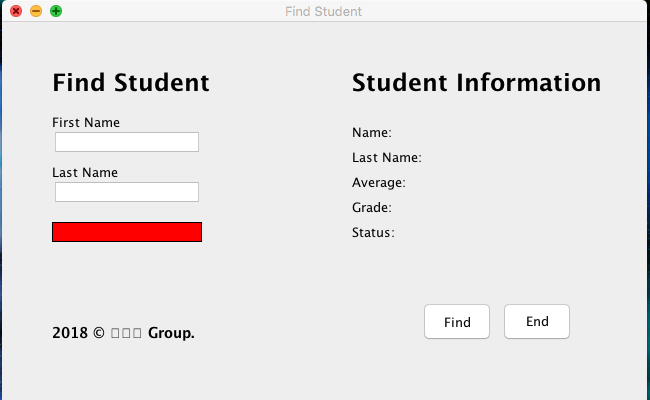 Find Student
Find Student
First Name
Last Name
Student Information
Name:
Last Name:
Average:
Grade:
Status:
Find
End
2018 © Group.